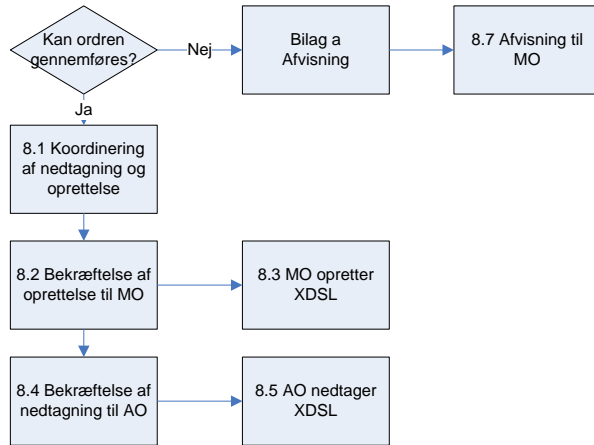 Kan ordren
gennemføres?
Nej
Bilag a
Afvisning
8.7 Afvisning til
MO
Ja
8.1 Koordinering
af nedtagning og
oprettelse
8.2 Bekræftelse af
oprettelse til MO
8.3 MO opretter
XDSL
8.4 Bekræftelse af
nedtagning til AO
8.5 AO nedtager
XDSL